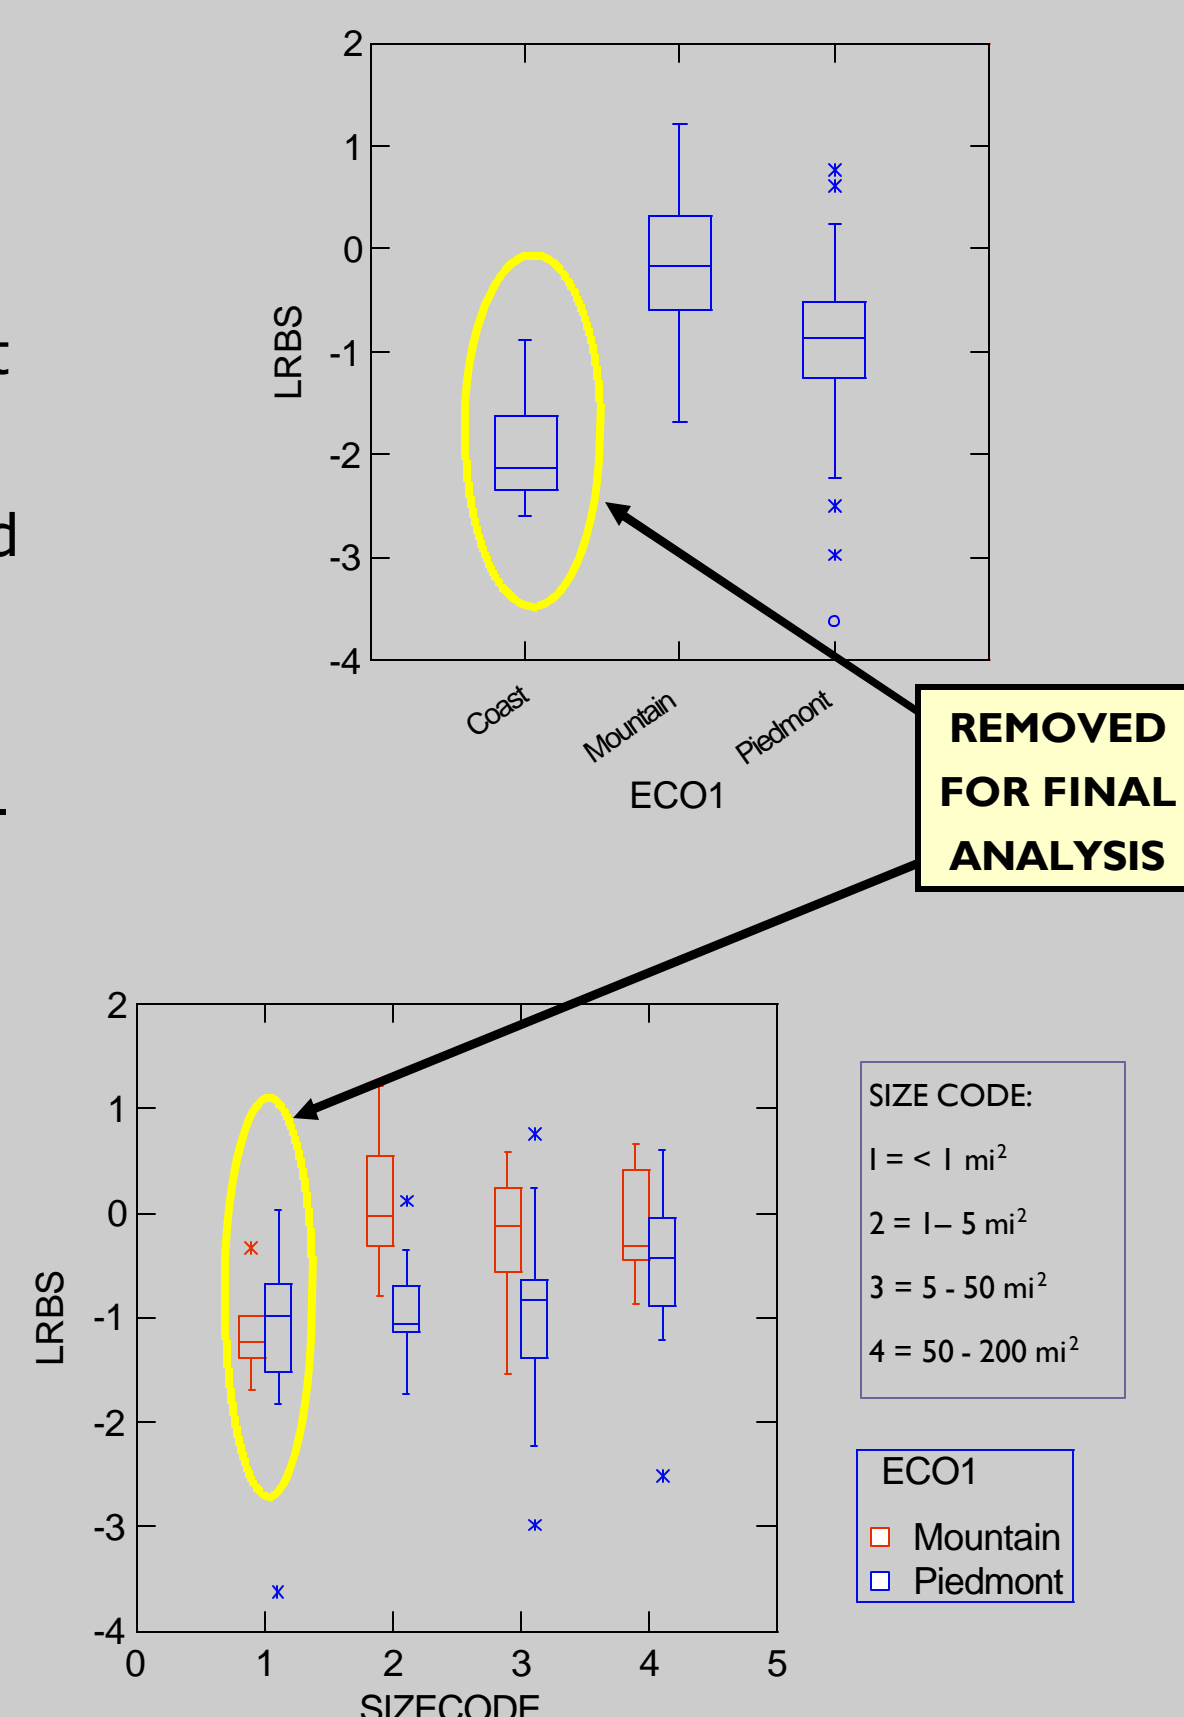 2
1
0
-1
-2
-3
-4
LRBS
Coast
Mountain
Piedmont
ECO1
REMOVED
FOR FINAL
ANALYSIS
2
1
0
-1
-2
-3
-4
LRBS
0 1 2 3 4 5
SIZECODE
SIZE CODE:
1 = < 1 mi²
2 = 1– 5 mi²
3 = 5 - 50 mi²
4 = 50 - 200 mi²
ECO1
Mountain
Piedmont